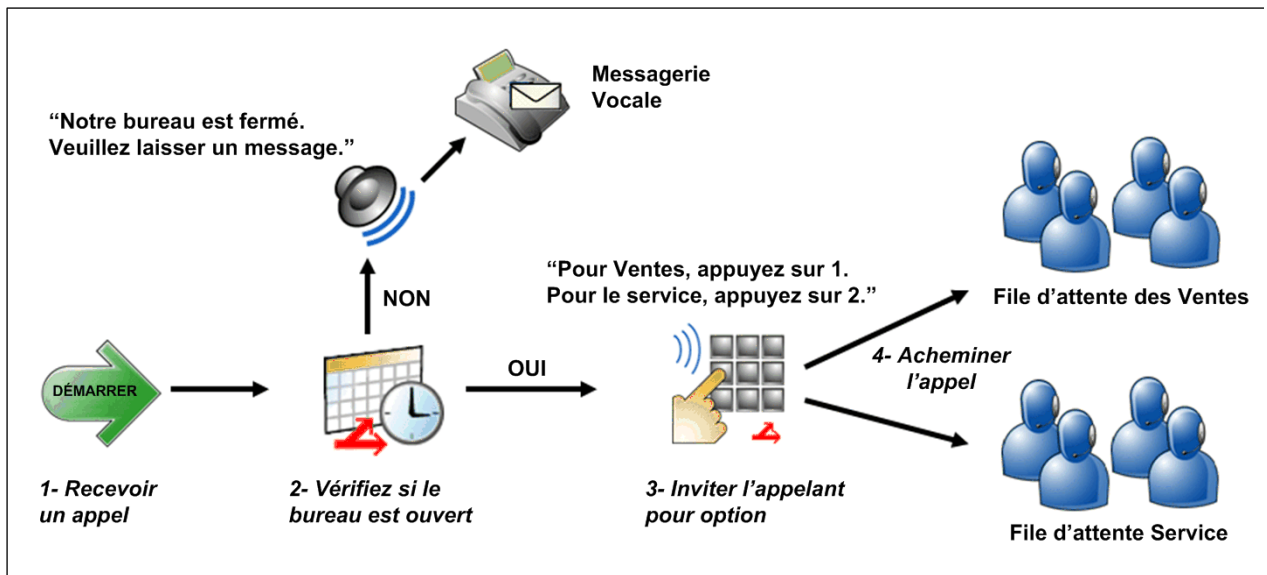 Messagerie
Vocale
“Notre bureau est fermé.
Veuillez laisser un message.”
NON
“Pour Ventes, appuyez sur 1.
Pour le service, appuyez sur 2.”
File d’attente des Ventes
DÉMARRER
OUI
4- Acheminer
l’appel
1- Recevoir
un appel
2- Vérifiez si le
bureau est ouvert
3- Inviter l’appelant
pour option
File d’attente Service